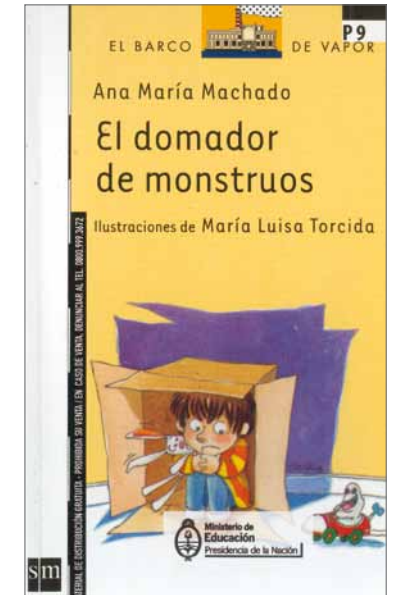 P9
EL BARCO DE VAPOR
Ana María Machado
El domador
de monstruos
Ilustraciones de María Luisa Torcida
MATERIAL DE DISTRIBUCIÓN GRATUITA - PROHIBIDA SU VENTA / EN CASO DE VENTA, DENUNCIAR AL TEL. 0800.999.3672
Ministerio de
Educación
Presidencia de la Nación
sm